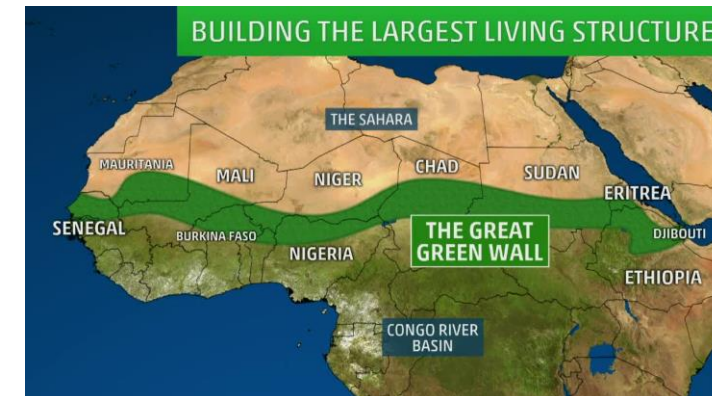 BUILDING THE LARGEST LIVING STRUCTURE
THE SAHARA
MAURITANIA
MALI
NIGER
CHAD
SUDAN
ERITREA
SENEGAL
BURKINA FASO
NIGERIA
THE GREAT
GREEN WALL
DJIBOUTI
ETHIOPIA
CONGO RIVER
BASIN